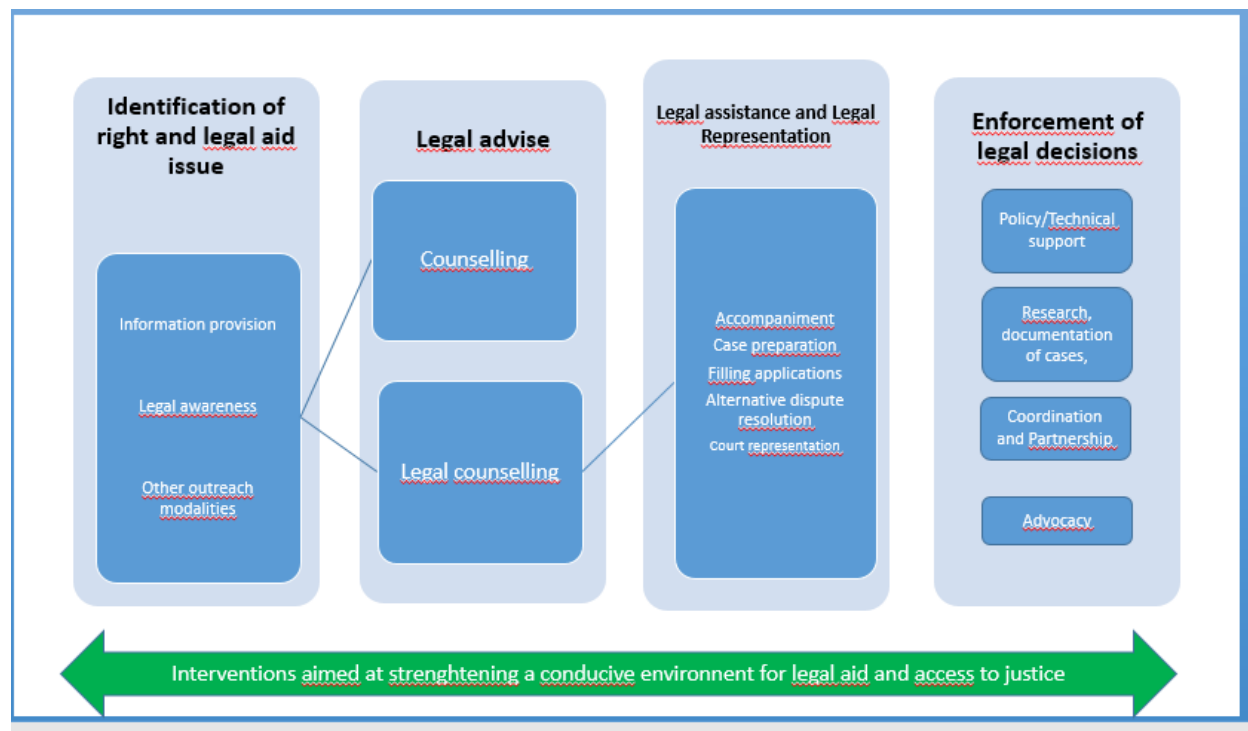 Identification of
right and legal aid
issue
Information provision
Legal awareness
Other outreach
modalities
Legal advise
Counselling
Legal counselling
Legal assistance and Legal
Representation
Accompaniment
Case preparation
Filling applications
Alternative dispute
resolution
Court representation
Enforcement of
legal decisions
Policy/Technical
support
Research,
documentation
of cases,
Coordination
and Partnership
Advocacy
Interventions aimed at strenghtening a conducive environnent for legal aid and access to justice